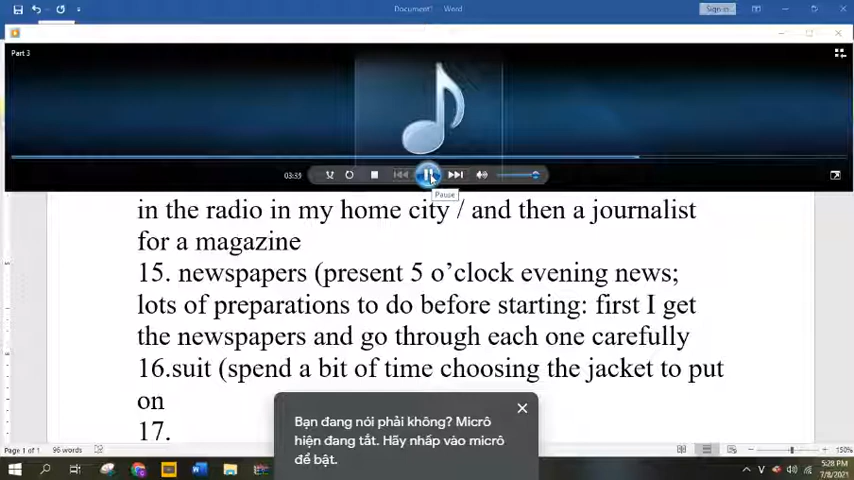 Document1 - Word
Sign in
Part 3
03:39
Pause
in the radio in my home city / and then a journalist
for a magazine
15. newspapers (present 5 o’clock evening news;
lots of preparations to do before starting: first I get
the newspapers and go through each one carefully
16.suit (spend a bit of time choosing the jacket to put
on
17.
Bạn đang nói phải không? Micrô
hiện đang tắt. Hãy nhấp vào micrô
để bật.
Page 1 of 1 96 words
150%
5:28 PM
7/8/2021